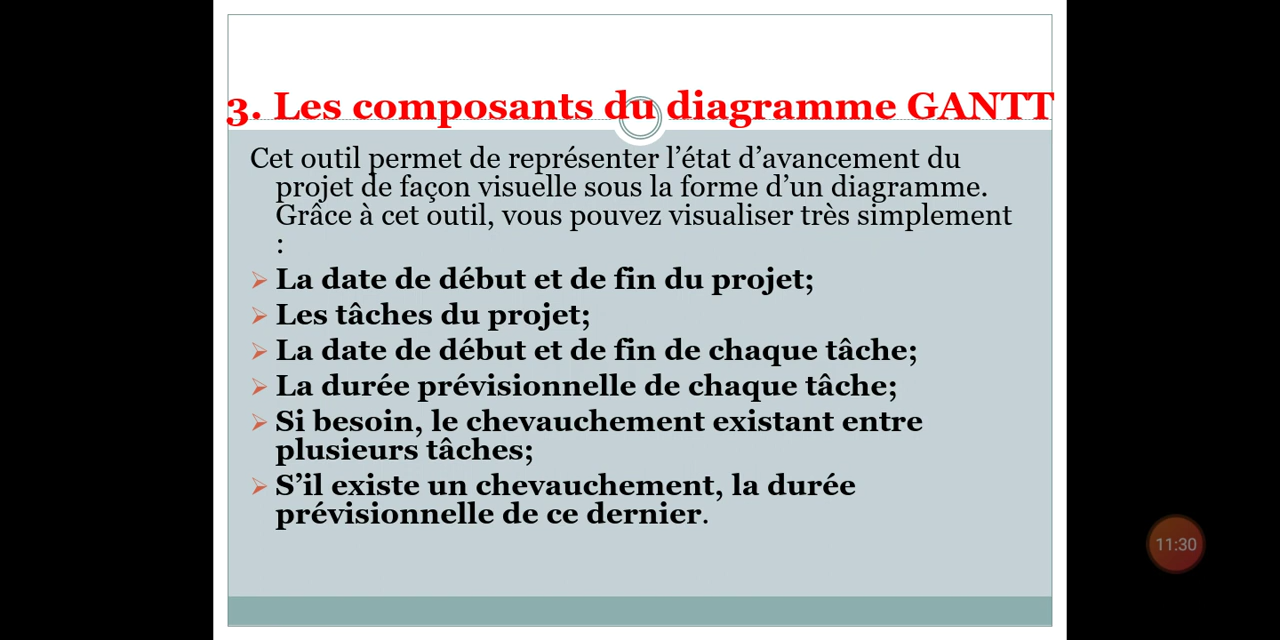 3. Les composants du diagramme GANTT
Cet outil permet de représenter l’état d’avancement du
projet de façon visuelle sous la forme d’un diagramme.
Grâce à cet outil, vous pouvez visualiser très simplement
:
La date de début et de fin du projet;
Les tâches du projet;
La date de début et de fin de chaque tâche;
La durée prévisionnelle de chaque tâche;
Si besoin, le chevauchement existant entre
plusieurs tâches;
S’il existe un chevauchement, la durée
prévisionnelle de ce dernier.
11:30